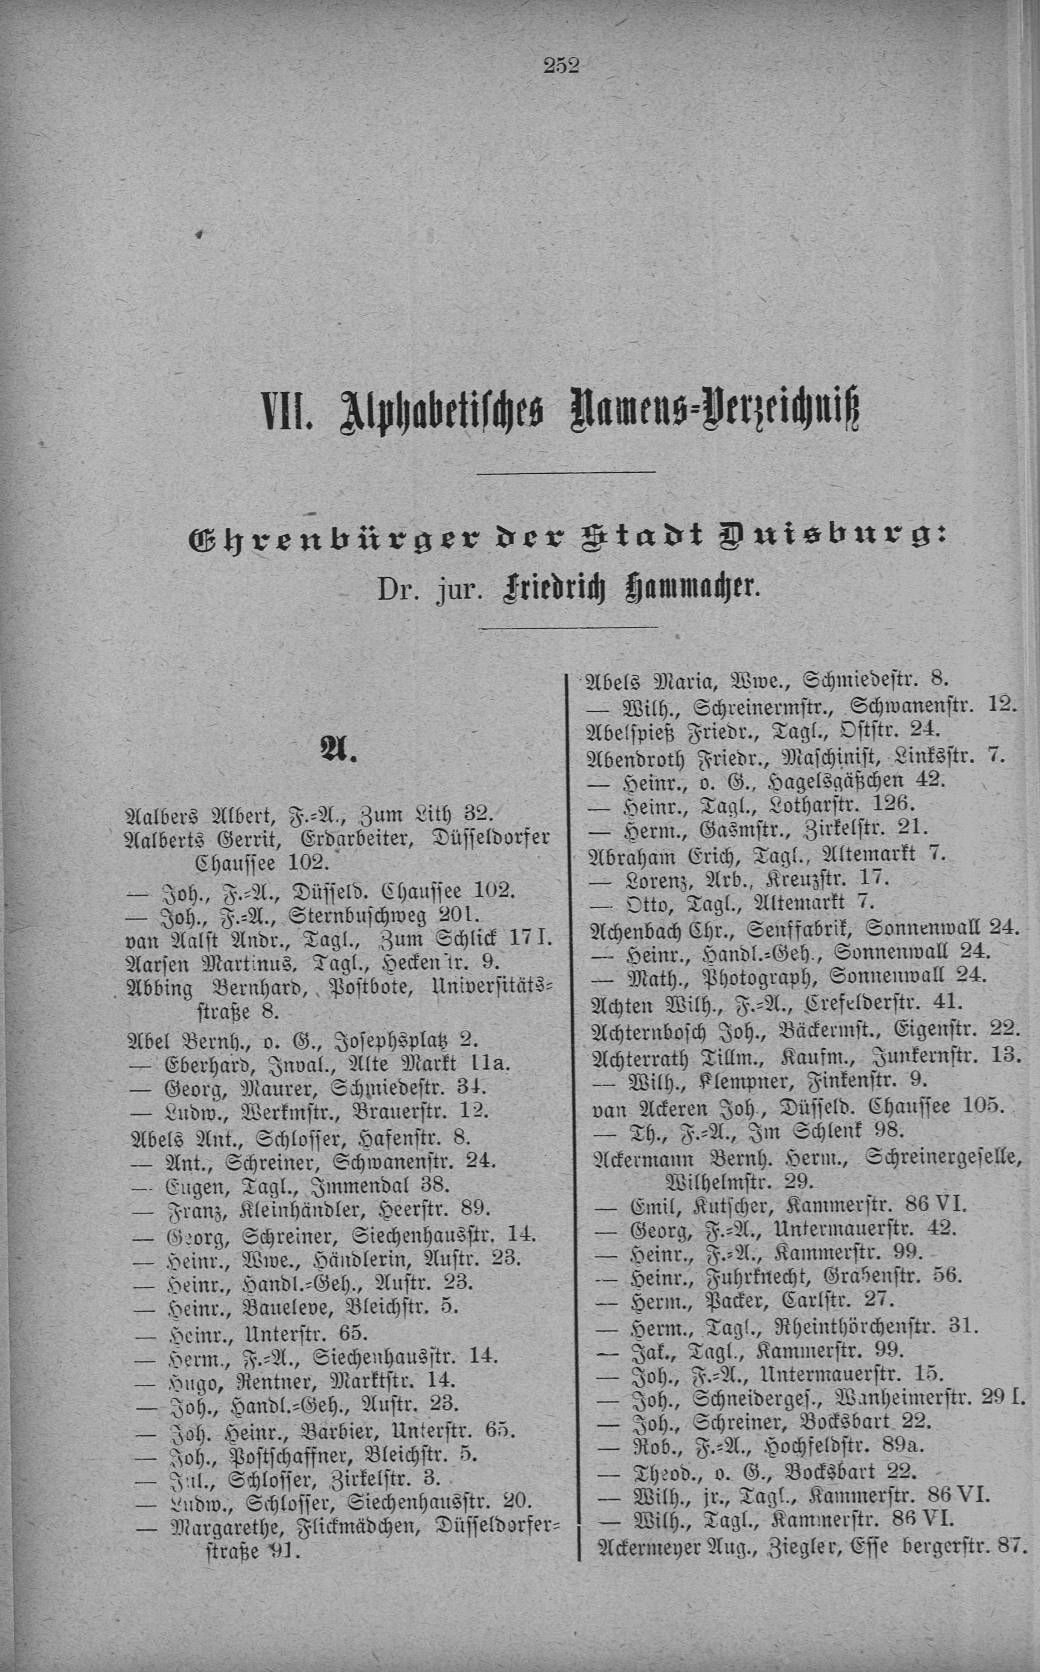 252
VII. Alphabetisches Namens-Verzeichniß
Ehrenbürger der Stadt Duisburg:
Dr. jur. Friedrich Hammacher.
A.
Aalbers Albert, F.-A., Zum Lith 32.
Aalberts Gerrit, Erdarbeiter, Düsseldorfer
Chaussee 102.
— Joh., F.-A., Düsseld. Chaussee 102.
— Joh., F.-A., Sternbuschweg 201.
van Aalst Andr., Tagl., Zum Schlick 17 I.
Aarsen Martinus, Tagl., Heckenstr. 9.
Abbing Bernhard, Postbote, Universitäts-
straße 8.
Abel Bernh., o. G., Josephsplatz 2.
— Eberhard, Inval., Alte Markt 11a.
— Georg, Maurer, Schmiedestr. 34.
— Ludw., Werkmstr., Brauerstr. 12.
Abels Ant., Schlosser, Hafenstr. 8.
— Ant., Schreiner, Schwanenstr. 24.
— Eugen, Tagl., Immendal 38.
— Franz, Kleinhändler, Heerstr. 89.
— Georg, Schreiner, Siechenhausstr. 14.
— Heinr., Wwe., Händlerin, Austr. 23.
— Heinr., Handl.-Geh., Austr. 23.
— Heinr., Baueleve, Bleichstr. 5.
— Heinr., Unterstr. 65.
— Herm., F.-A., Siechenhausstr. 14.
— Hugo, Rentner, Marktstr. 14.
— Joh., Handl.-Geh., Austr. 23.
— Joh. Heinr., Barbier, Unterstr. 65.
— Joh., Postschaffner, Bleichstr. 5.
— Jul., Schlosser, Zirkelstr. 3.
— Ludw., Schlosser, Siechenhausstr. 20.
— Margarethe, Flickmädchen, Düsseldorfer-
straße 91.
Abels Maria, Wwe., Schmiedestr. 8.
— Wilh., Schreinermstr., Schwanenstr. 12.
Abelspieß Friedr., Tagl., Oststr. 24.
Abendroth Friedr., Maschinist, Linksstr. 7.
— Heinr., o. G., Hagelsgäßchen 42.
— Heinr., Tagl., Lotharstr. 126.
— Herm., Gasmstr., Zirkelstr. 21.
Abraham Erich, Tagl., Altemarkt 7.
— Lorenz, Arb., Kreuzstr. 17.
— Otto, Tagl., Altemarkt 7.
Achenbach Chr., Senffabrik, Sonnenwall 24.
— Heinr., Handl.-Geh., Sonnenwall 24.
— Math., Photograph, Sonnenwall 24.
Achten Wilh., F.-A., Crefelderstr. 41.
Achternbosch Joh., Bäckermst., Eigenstr. 22.
Achterrath Tillm., Kaufm., Junkernstr. 13.
— Wilh., Klempner, Finkenstr. 9.
van Ackeren Joh., Düsseld. Chaussee 105.
— Th., F.-A., Im Schlenk 98.
Ackermann Bernh. Herm., Schreinergeselle,
Wilhelmstr. 29.
— Emil, Kutscher, Kammerstr. 86 VI.
— Georg, F.-A., Untermauerstr. 42.
— Heinr., F.-A., Kammerstr. 99.
— Heinr., Fuhrknecht, Grabenstr. 56.
— Herm., Packer, Carlstr. 27.
— Herm., Tagl., Rheinthörchenstr. 31.
— Jak., Tagl., Kammerstr. 99.
— Joh., F.-A., Untermauerstr. 15.
— Joh., Schneiderges., Wanheimerstr. 29 I.
— Joh., Schreiner, Bocksbart 22.
— Rob., F.-A., Hochfeldstr. 89a.
— Theod., o. G., Bocksbart 22.
— Wilh., jr., Tagl., Kammerstr. 86 VI.
— Wilh., Tagl., Kammerstr. 86 VI.
Ackermeyer Aug., Ziegler, Esse bergerstr. 87.